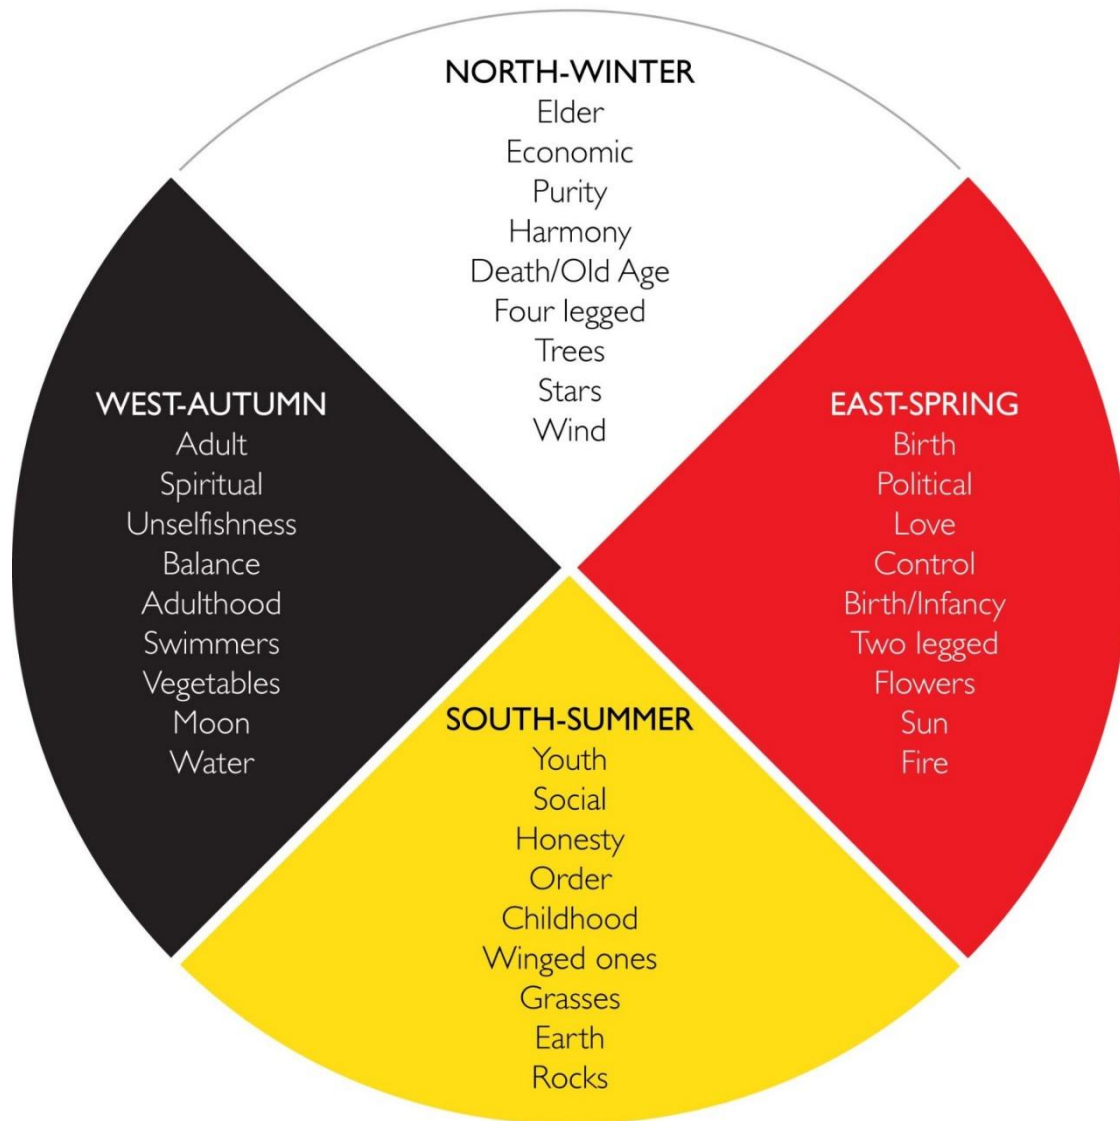 NORTH-WINTER
Elder
Economic
Purity
Harmony
Death/Old Age
Four legged
Trees
Stars
Wind
WEST-AUTUMN
Adult
Spiritual
Unselfishness
Balance
Adulthood
Swimmers
Vegetables
Moon
Water
EAST-SPRING
Birth
Political
Love
Control
Birth/Infancy
Two legged
Flowers
Sun
Fire
SOUTH-SUMMER
Youth
Social
Honesty
Order
Childhood
Winged ones
Grasses
Earth
Rocks